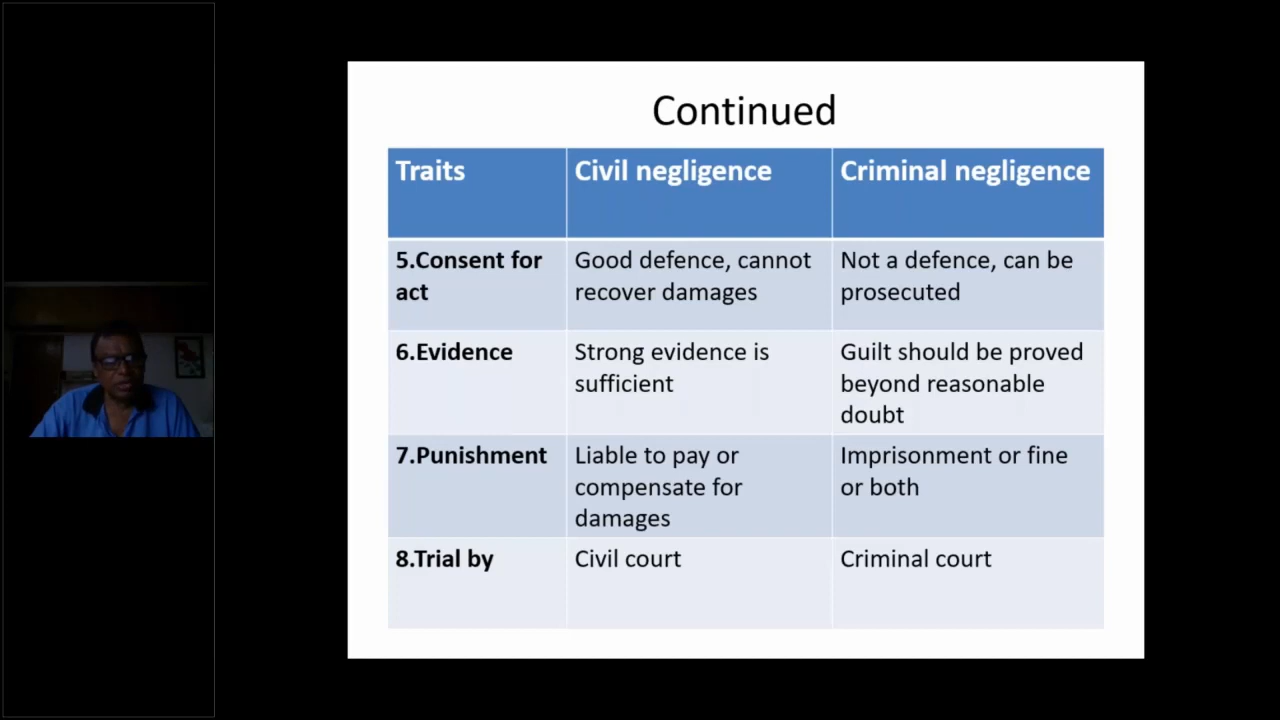 Continued
Traits
Civil negligence
Criminal negligence
5.Consent for
act
Good defence, cannot
recover damages
Not a defence, can be
prosecuted
6.Evidence
Strong evidence is
sufficient
Guilt should be proved
beyond reasonable
doubt
7.Punishment
Liable to pay or
compensate for
damages
Imprisonment or fine
or both
8.Trial by
Civil court
Criminal court